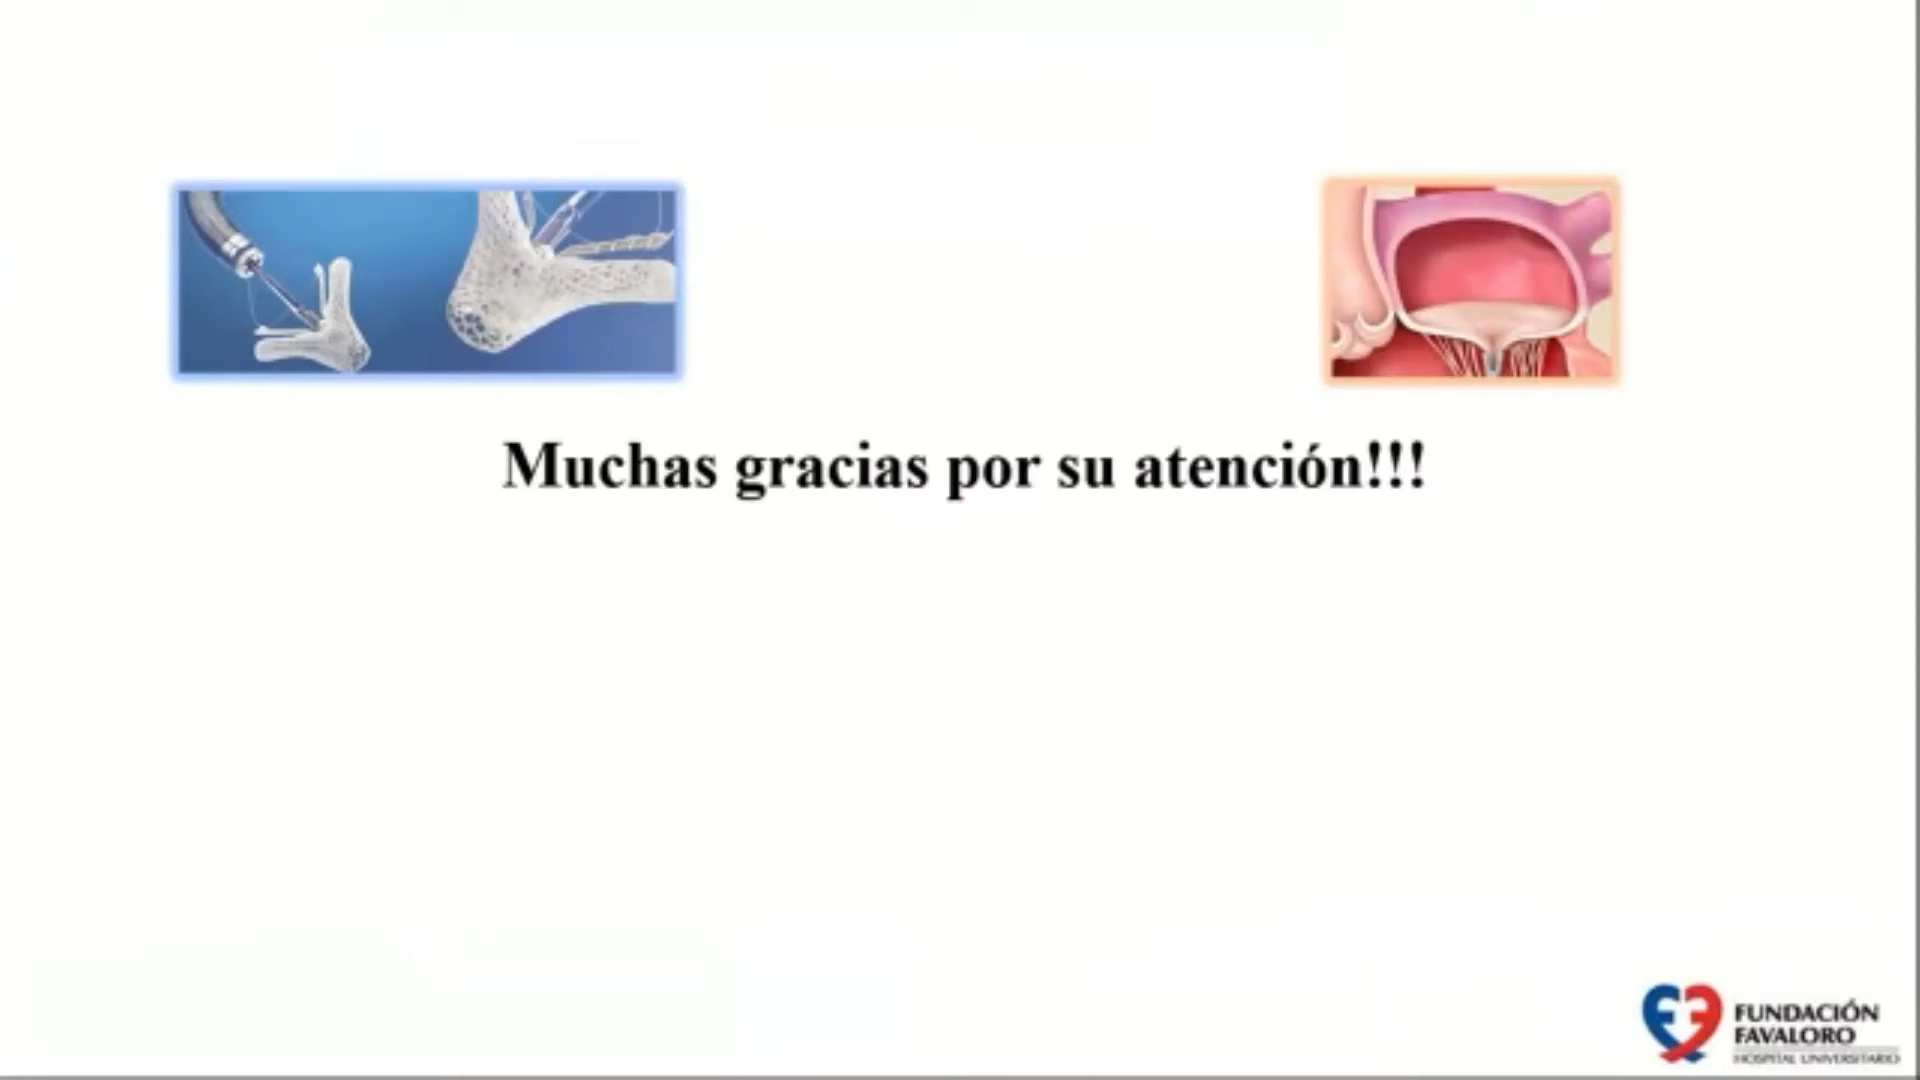 Muchas gracias por su atención!!!
FUNDACIÓN
FAVALORO
HOSPITAL UNIVERSITARIO